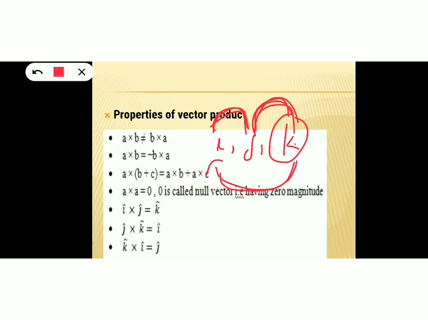 Properties of vector produc
i, j, k
a × b ≠ b × a
a × b = −b × a
a × (b + c) = a × b + a × c
a × a = 0 , 0 is called null vector i.e having zero magnitude
î × ĵ = k̂
ĵ × k̂ = î
k̂ × î = ĵ